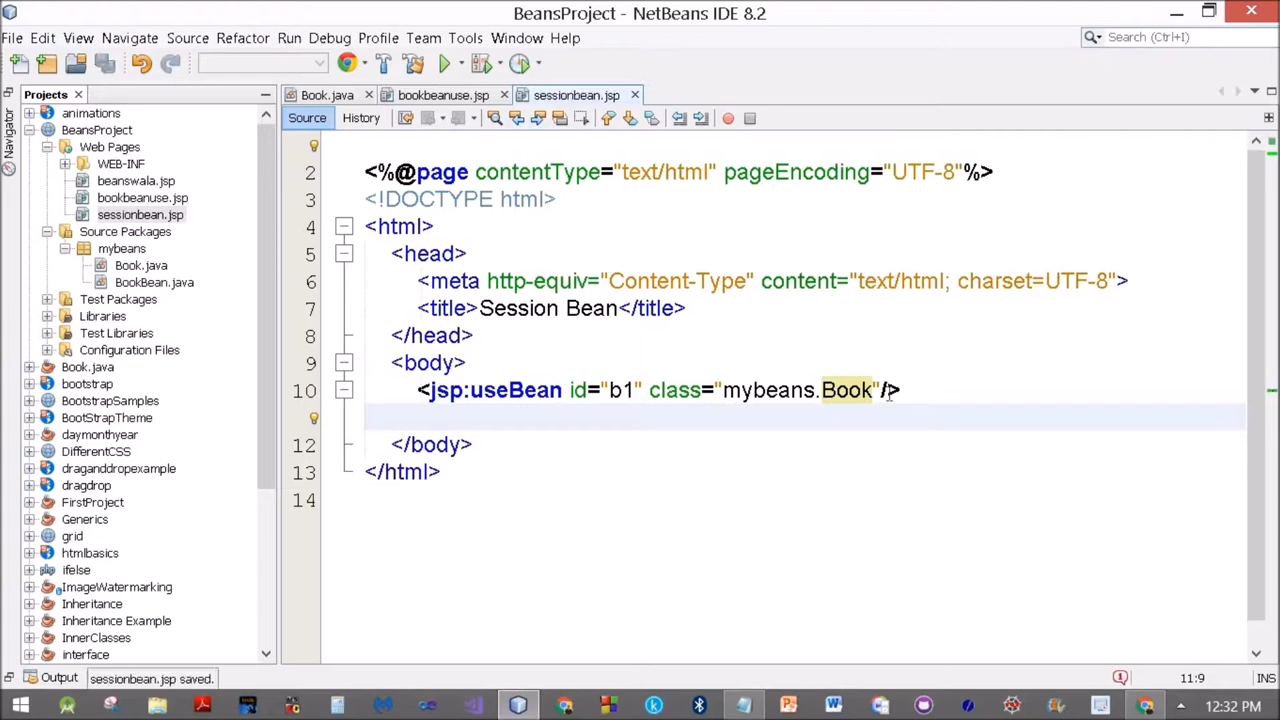 BeansProject - NetBeans IDE 8.2
File Edit View Navigate Source Refactor Run Debug Profile Team Tools Window Help
Search (Ctrl+I)
Projects
Book.java
bookbeanuse.jsp
sessionbean.jsp
Navigator
Source
History
animations
BeansProject
Web Pages
WEB-INF
beanswala.jsp
bookbeanuse.jsp
sessionbean.jsp
Source Packages
mybeans
Book.java
BookBean.java
Test Packages
Libraries
Test Libraries
Configuration Files
Book.java
bootstrap
BootstarpSamples
BootStrapTheme
daymonthyear
DifferentCSS
draganddropexample
dragdrop
FirstProject
Generics
grid
htmlbasics
ifelse
ImageWatermarking
Inheritance
Inheritance Example
InnerClasses
interface
2 <%@page contentType="text/html" pageEncoding="UTF-8"%>
3 <!DOCTYPE html>
4 <html>
5 <head>
6 <meta http-equiv="Content-Type" content="text/html; charset=UTF-8">
7 <title>Session Bean</title>
8 </head>
9 <body>
10 <jsp:useBean id="b1" class="mybeans.Book"/>
12 </body>
13 </html>
14
Output
sessionbean.jsp saved.
11:9
INS
12:32 PM